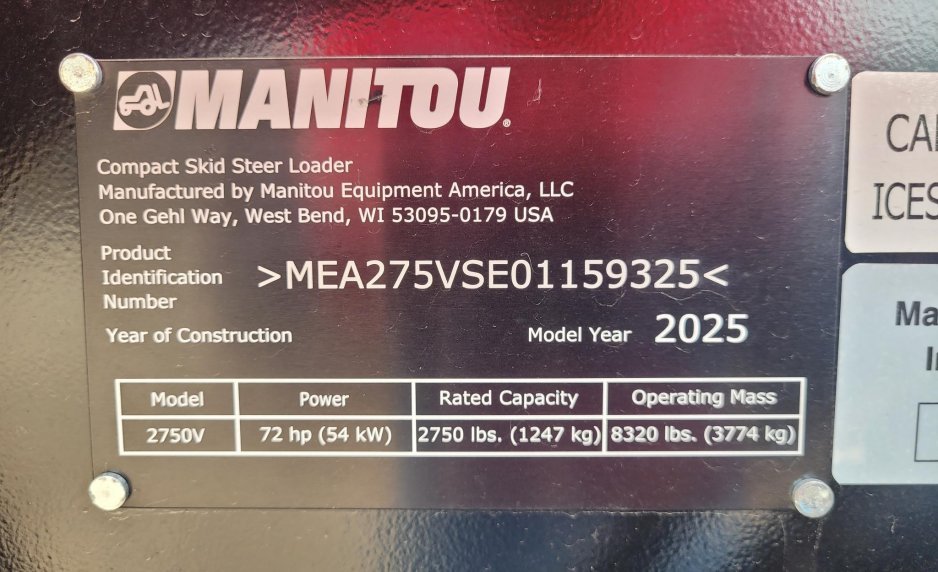 MANITOU®
Compact Skid Steer Loader
Manufactured by Manitou Equipment America, LLC
One Gehl Way, West Bend, WI 53095-0179 USA
Product
Identification
Number
>MEA275VSE01159325<
Year of Construction
Model Year 2025
Model Power Rated Capacity Operating Mass
2750V 72 hp (54 kW) 2750 lbs. (1247 kg) 8320 lbs. (3774 kg)
ICES
Ma